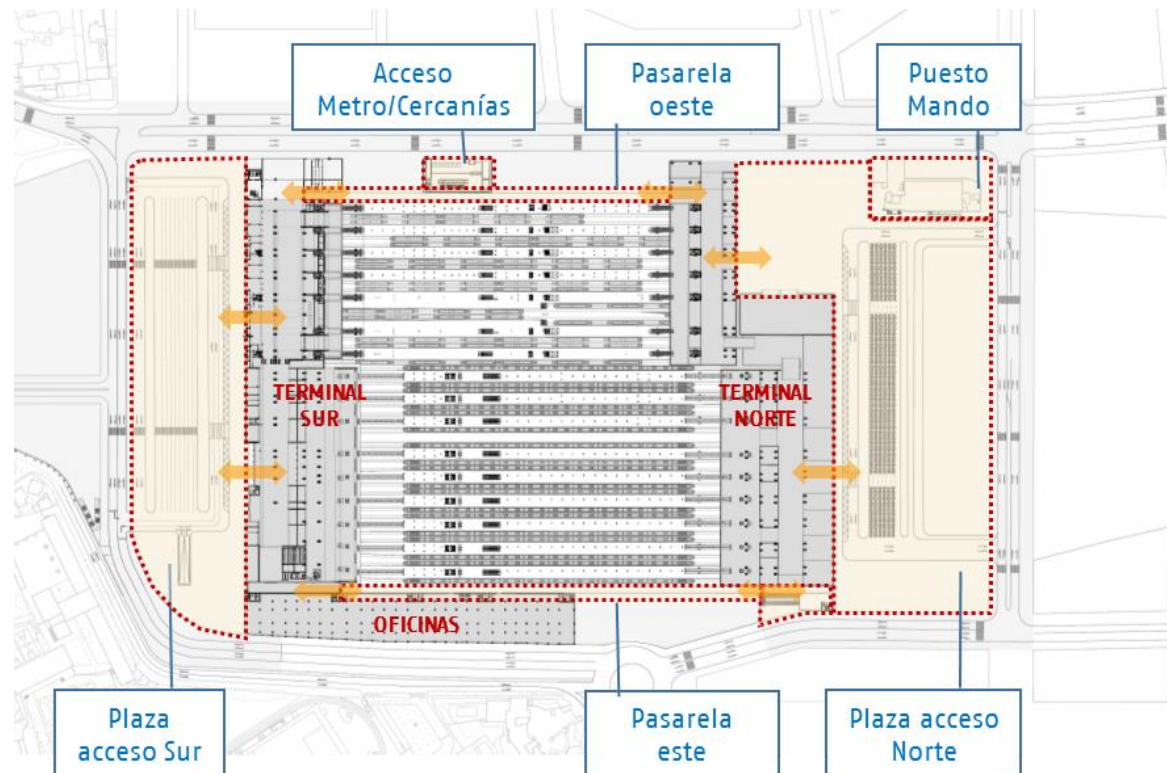 Acceso
Metro/Cercanías
Pasarela
oeste
Puesto
Mando
TERMINAL
SUR
TERMINAL
NORTE
OFICINAS
Plaza
acceso Sur
Pasarela
este
Plaza acceso
Norte